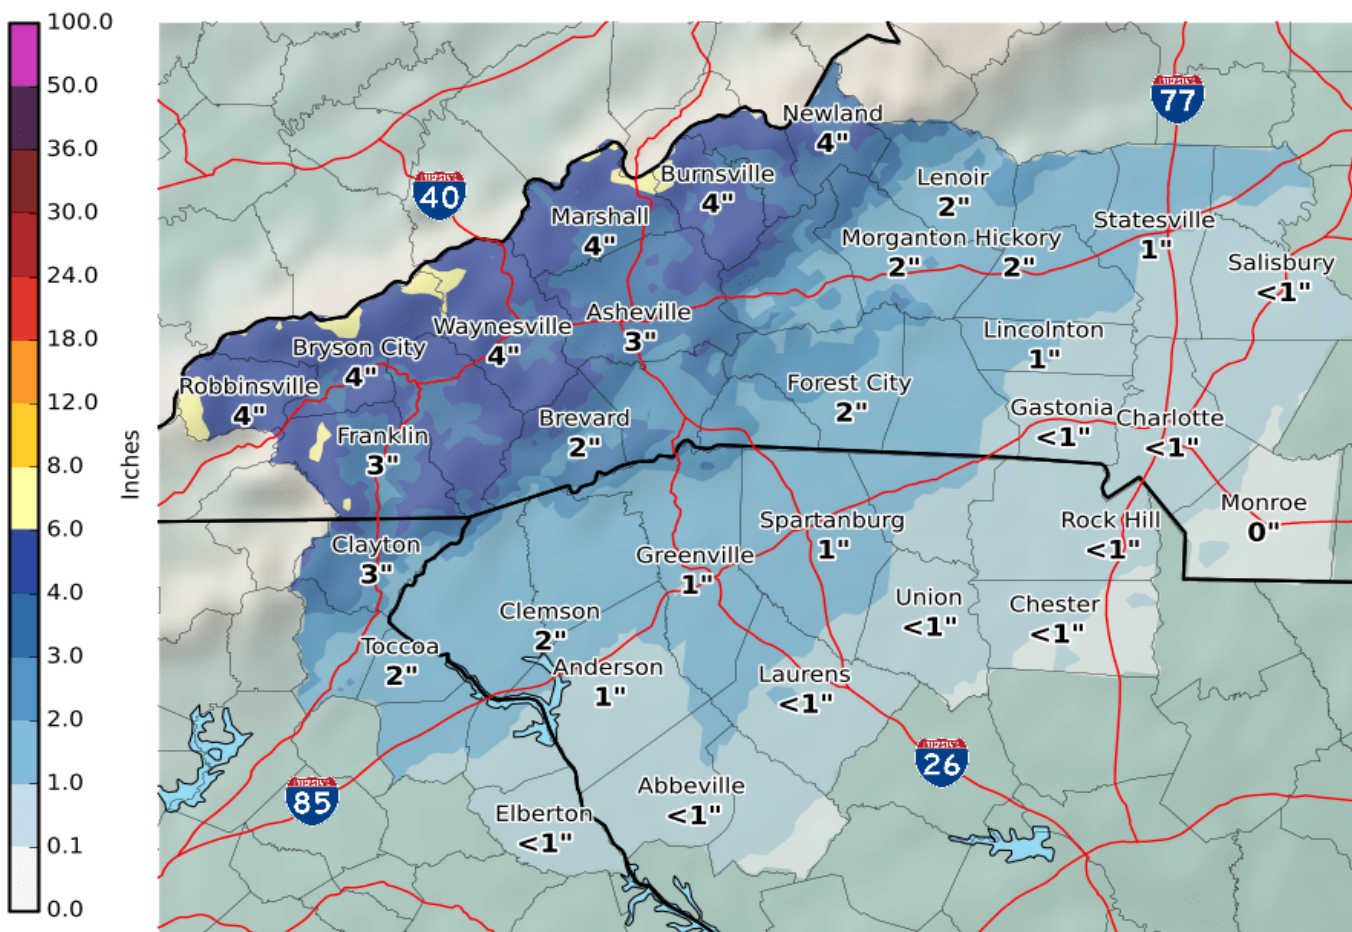 100.0
50.0
36.0
30.0
24.0
18.0
12.0
8.0
6.0
4.0
3.0
2.0
1.0
0.1
0.0
Inches
77
Newland
4"
40
Burnsville
4"
Lenoir
2"
Marshall
4"
Statesville
1"
Morganton
2"
Hickory
2"
Salisbury
<1"
Asheville
3"
Waynesville
4"
Lincolnton
1"
Bryson City
4"
Robbinsville
4"
Forest City
2"
Brevard
2"
Gastonia
<1"
Charlotte
<1"
Franklin
3"
Monroe
0"
Spartanburg
1"
Rock Hill
<1"
Clayton
3"
Greenville
1"
Union
<1"
Chester
<1"
Clemson
2"
Toccoa
2"
Anderson
1"
Laurens
<1"
26
85
Abbeville
<1"
Elberton
<1"